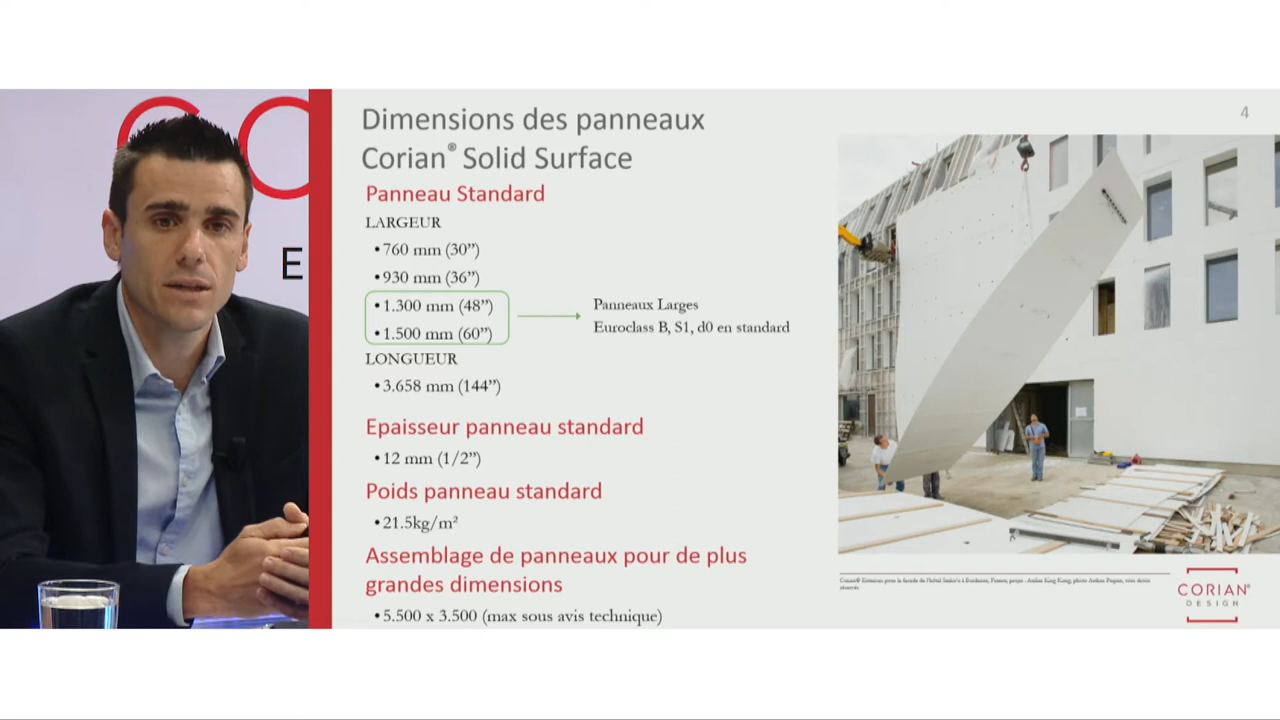 CO
E
4
Dimensions des panneaux
Corian® Solid Surface
Panneau Standard
LARGEUR
•760 mm (30”)
•930 mm (36”)
•1.300 mm (48”)
•1.500 mm (60”)
Panneaux Larges
Euroclass B, S1, d0 en standard
LONGUEUR
•3.658 mm (144”)
Epaisseur panneau standard
•12 mm (1/2”)
Poids panneau standard
•21.5kg/m²
Assemblage de panneaux pour de plus
grandes dimensions
•5.500 x 3.500 (max sous avis technique)
CORIAN®
DESIGN